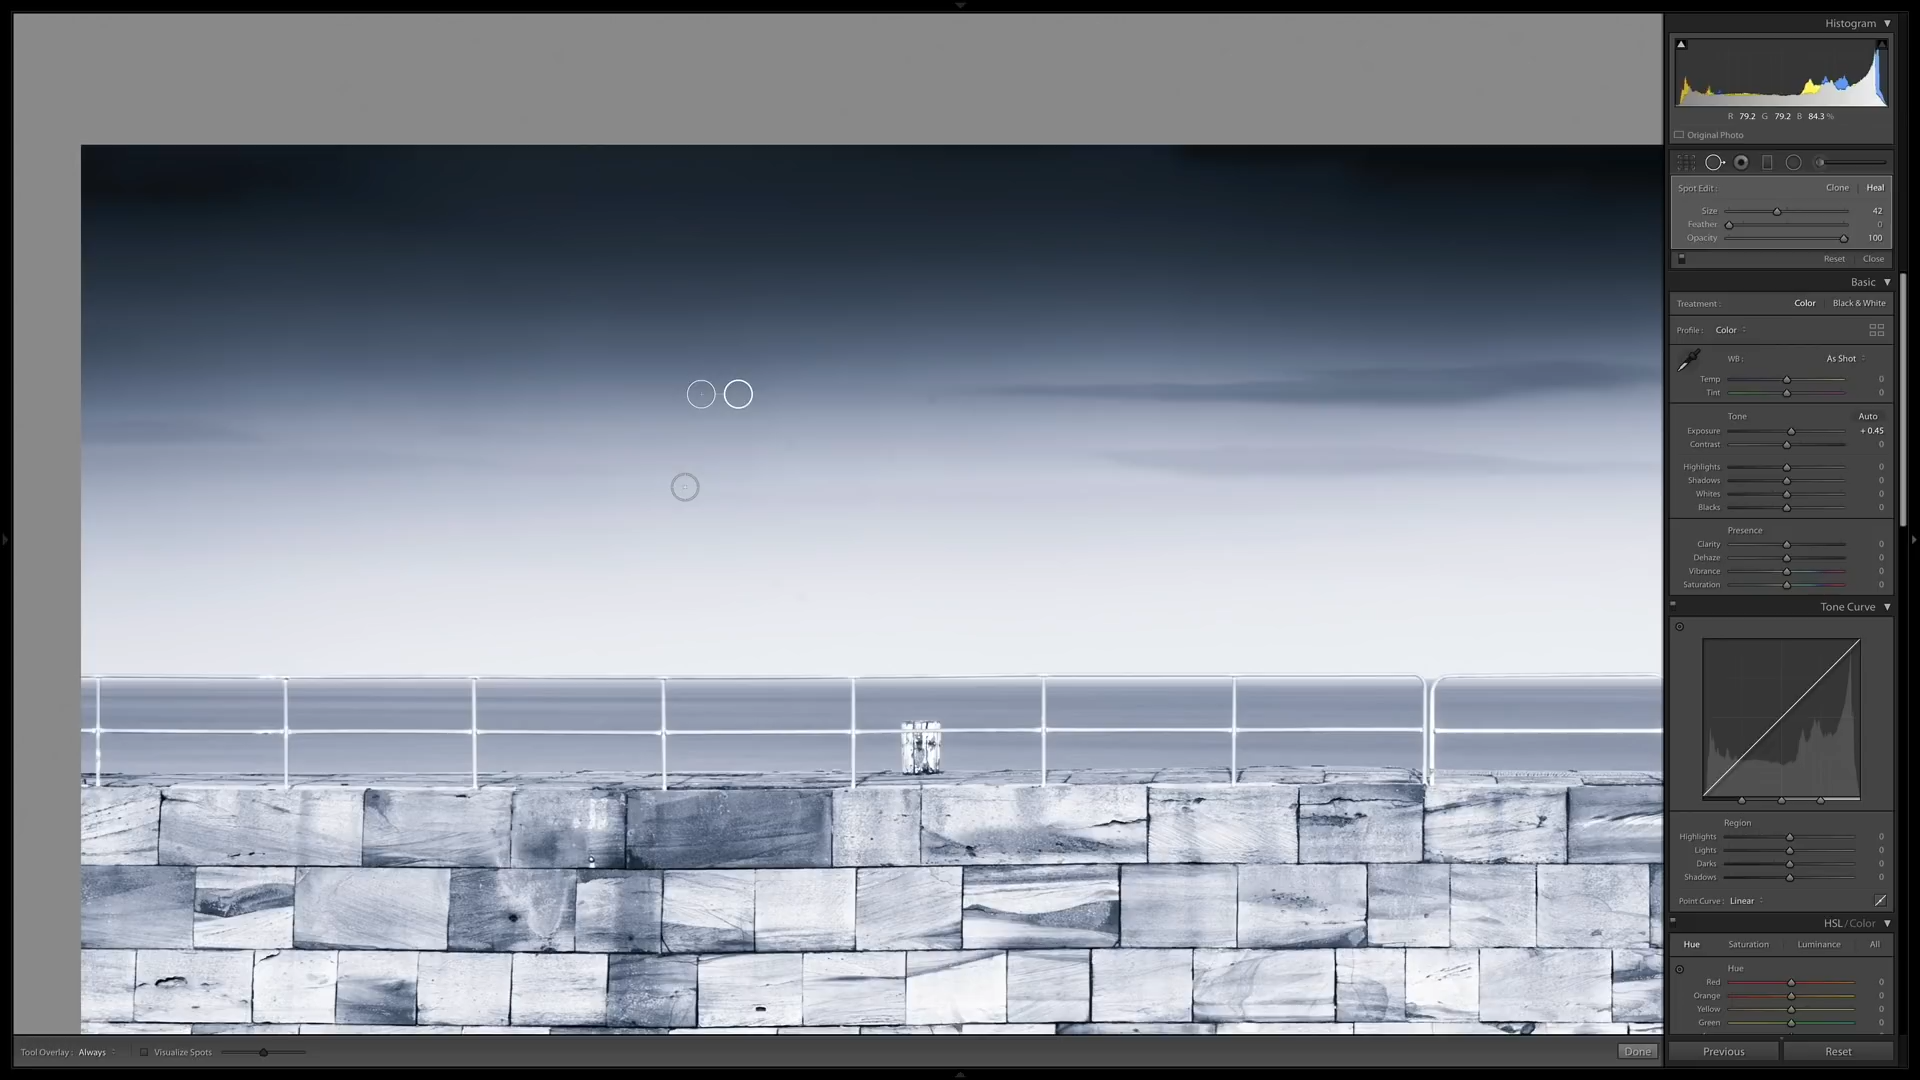 Histogram
R 79.2 G 79.2 B 84.3 %
Original Photo
Spot Edit : Clone | Heal
Size 42
Feather 0
Opacity 100
Reset Close
Basic
Treatment : Color | Black & White
Profile : Color
WB : As Shot
Temp 0
Tint 0
Tone Auto
Exposure + 0.45
Contrast 0
Highlights 0
Shadows 0
Whites 0
Blacks 0
Presence
Clarity 0
Dehaze 0
Vibrance 0
Saturation 0
Tone Curve
Region
Highlights 0
Lights 0
Darks 0
Shadows 0
Point Curve : Linear
HSL / Color
Hue Saturation Luminance All
Hue
Red 0
Orange 0
Yellow 0
Green 0
Tool Overlay : Always Visualize Spots Done
Previous Reset